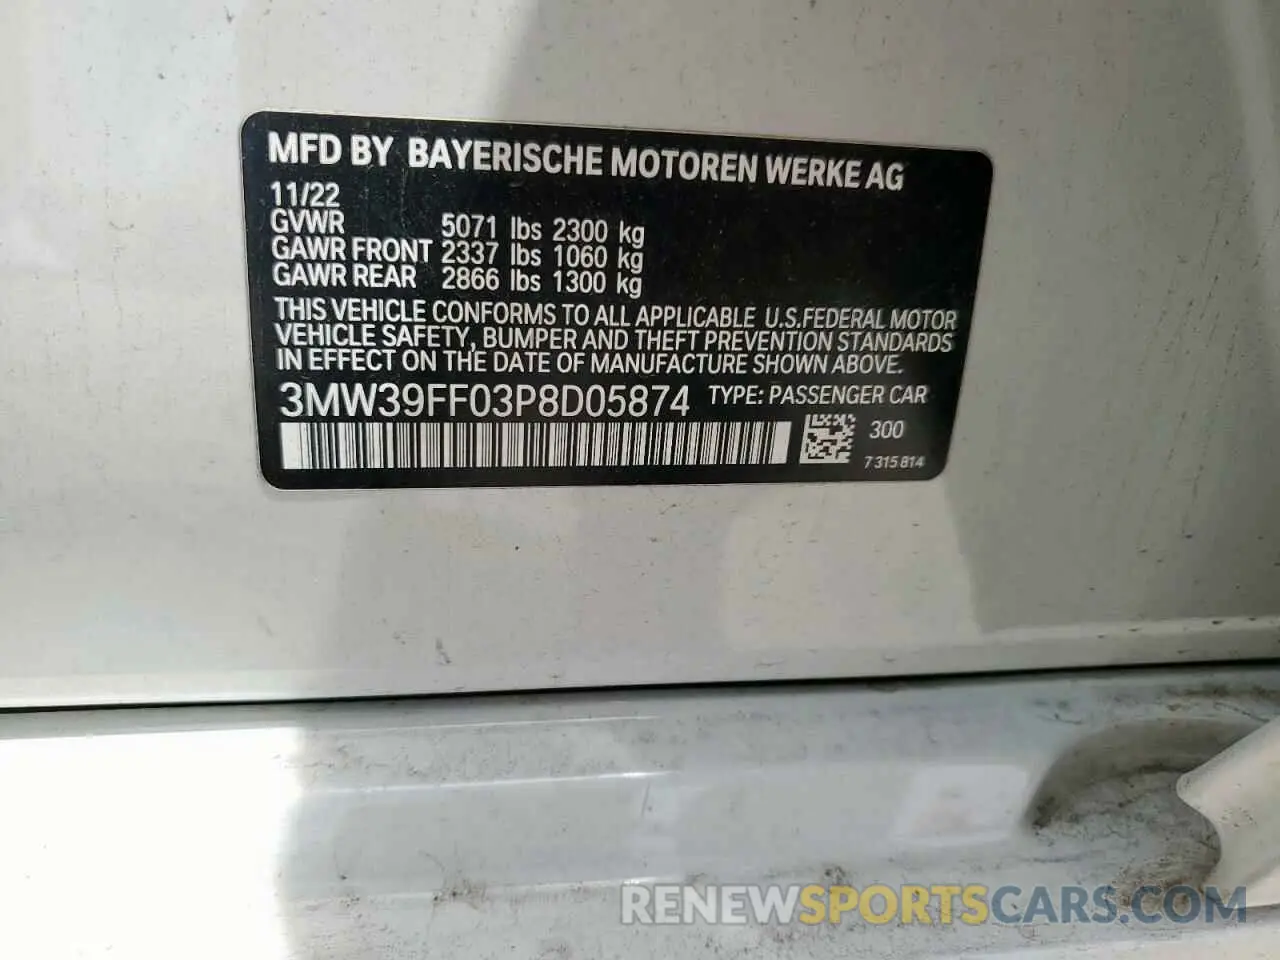 MFD BY BAYERISCHE MOTOREN WERKE AG
11/22
GVWR 5071 lbs 2300 kg
GAWR FRONT 2337 lbs 1060 kg
GAWR REAR 2866 lbs 1300 kg
THIS VEHICLE CONFORMS TO ALL APPLICABLE U.S.FEDERAL MOTOR
VEHICLE SAFETY, BUMPER AND THEFT PREVENTION STANDARDS
IN EFFECT ON THE DATE OF MANUFACTURE SHOWN ABOVE.
3MW39FF03P8D05874 TYPE: PASSENGER CAR
300
7 315 814
RENEWSPORTSCARS.COM